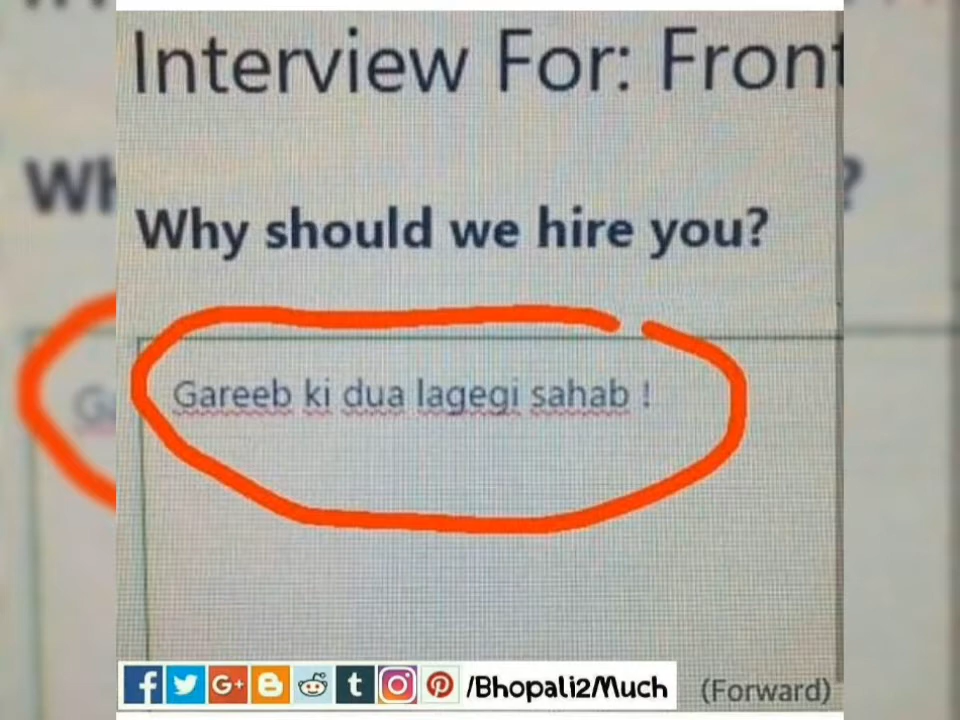 Interview For: Front
Why should we hire you?
Gareeb ki dua lagegi sahab !
/Bhopali2Much
(Forward)